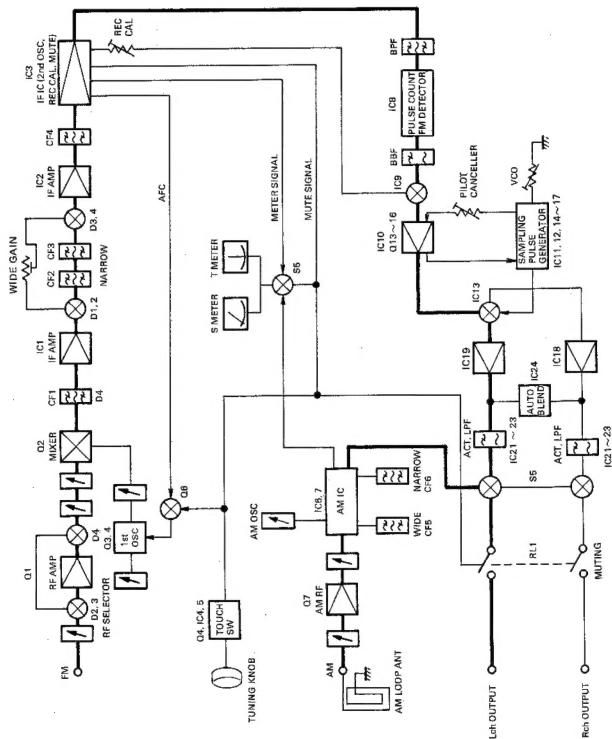 FM
RF SELECTOR
D2, 3
Q1
RF AMP
D4
Q3, 4
1st
OSC
Q2
MIXER
CF1
D4
IC1
IF AMP
D1, 2
WIDE GAIN
CF2
CF3
NARROW
D3, 4
IC2
IF AMP
CF4
IC3
IF IC (2nd OSC,
REC CAL, MUTE)
REC
CAL
AFC
Q8
METER SIGNAL
MUTE SIGNAL
TUNING KNOB
Q4, IC4, 5
TOUCH
SW
S METER
T METER
S5
AM
AM LOOP ANT
Q7
AM RF
AM OSC
IC6, 7
AM IC
WIDE
CF5
NARROW
CF6
BPF
IC8
PULSE COUNT
FM DETECTOR
BBF
IC9
IC10
Q13~16
PILOT
CANCELLER
VCO
SAMPLING
PULSE
GENERATOR
IC11, 12, 14~17
IC13
IC19
IC18
IC24
AUTO
BLEND
ACT, LPF
IC21~23
ACT, LPF
IC21~23
S5
RL1
MUTING
Lch OUTPUT
Rch OUTPUT